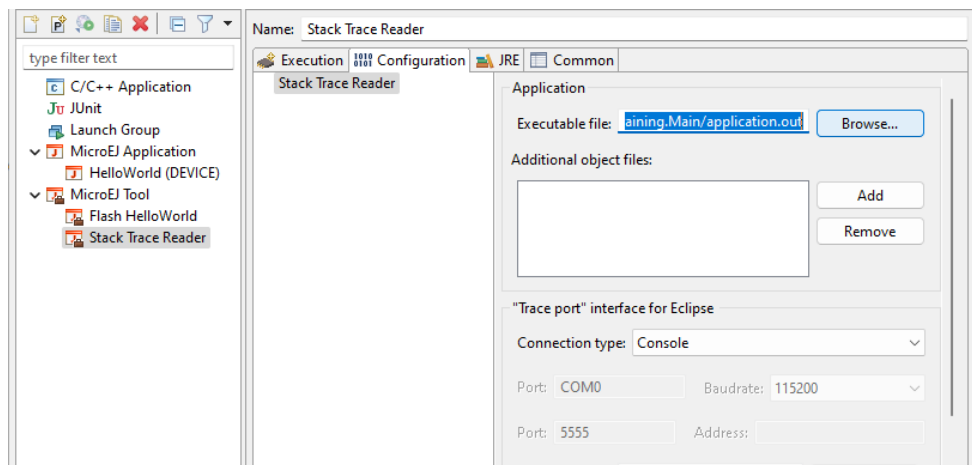 Name: Stack Trace Reader
type filter text
C/C++ Application
JUnit
Launch Group
MicroEJ Application
HelloWorld (DEVICE)
MicroEJ Tool
Flash HelloWorld
Stack Trace Reader
Execution Configuration JRE Common
Stack Trace Reader
Application
Executable file: aining.Main/application.out Browse...
Additional object files:
Add
Remove
"Trace port" interface for Eclipse
Connection type: Console
Port: COM0 Baudrate: 115200
Port: 5555 Address: